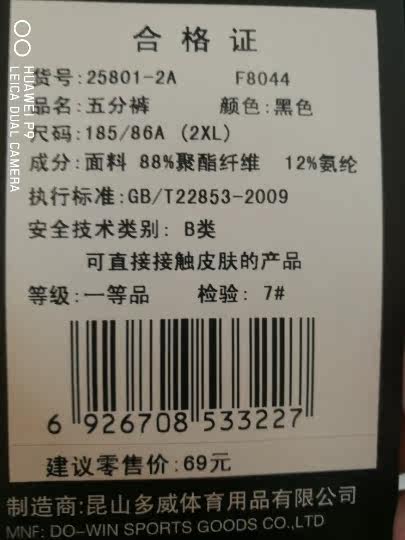 合格证
货号:25801-2A F8044
品名:五分裤 颜色:黑色
尺码:185/86A (2XL)
成分:面料 88%聚酯纤维 12%氨纶
执行标准:GB/T22853-2009
安全技术类别: B类
可直接接触皮肤的产品
等级:一等品 检验: 7#
6 926708 533227
建议零售价:69元
制造商:昆山多威体育用品有限公司
MNF: DO-WIN SPORTS GOODS CO.,LTD
HUAWEI P9
LEICA DUAL CAMERA